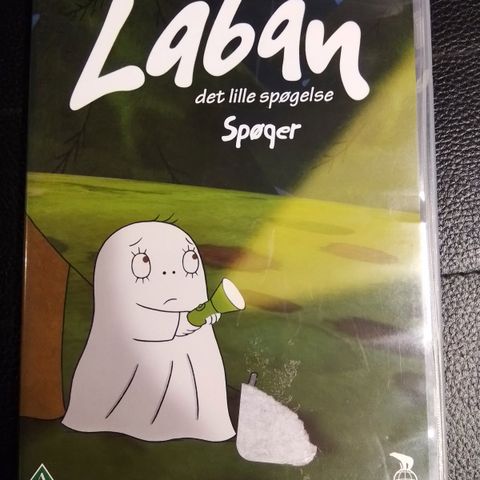 Laban
det lille spøgelse
Spøger
A